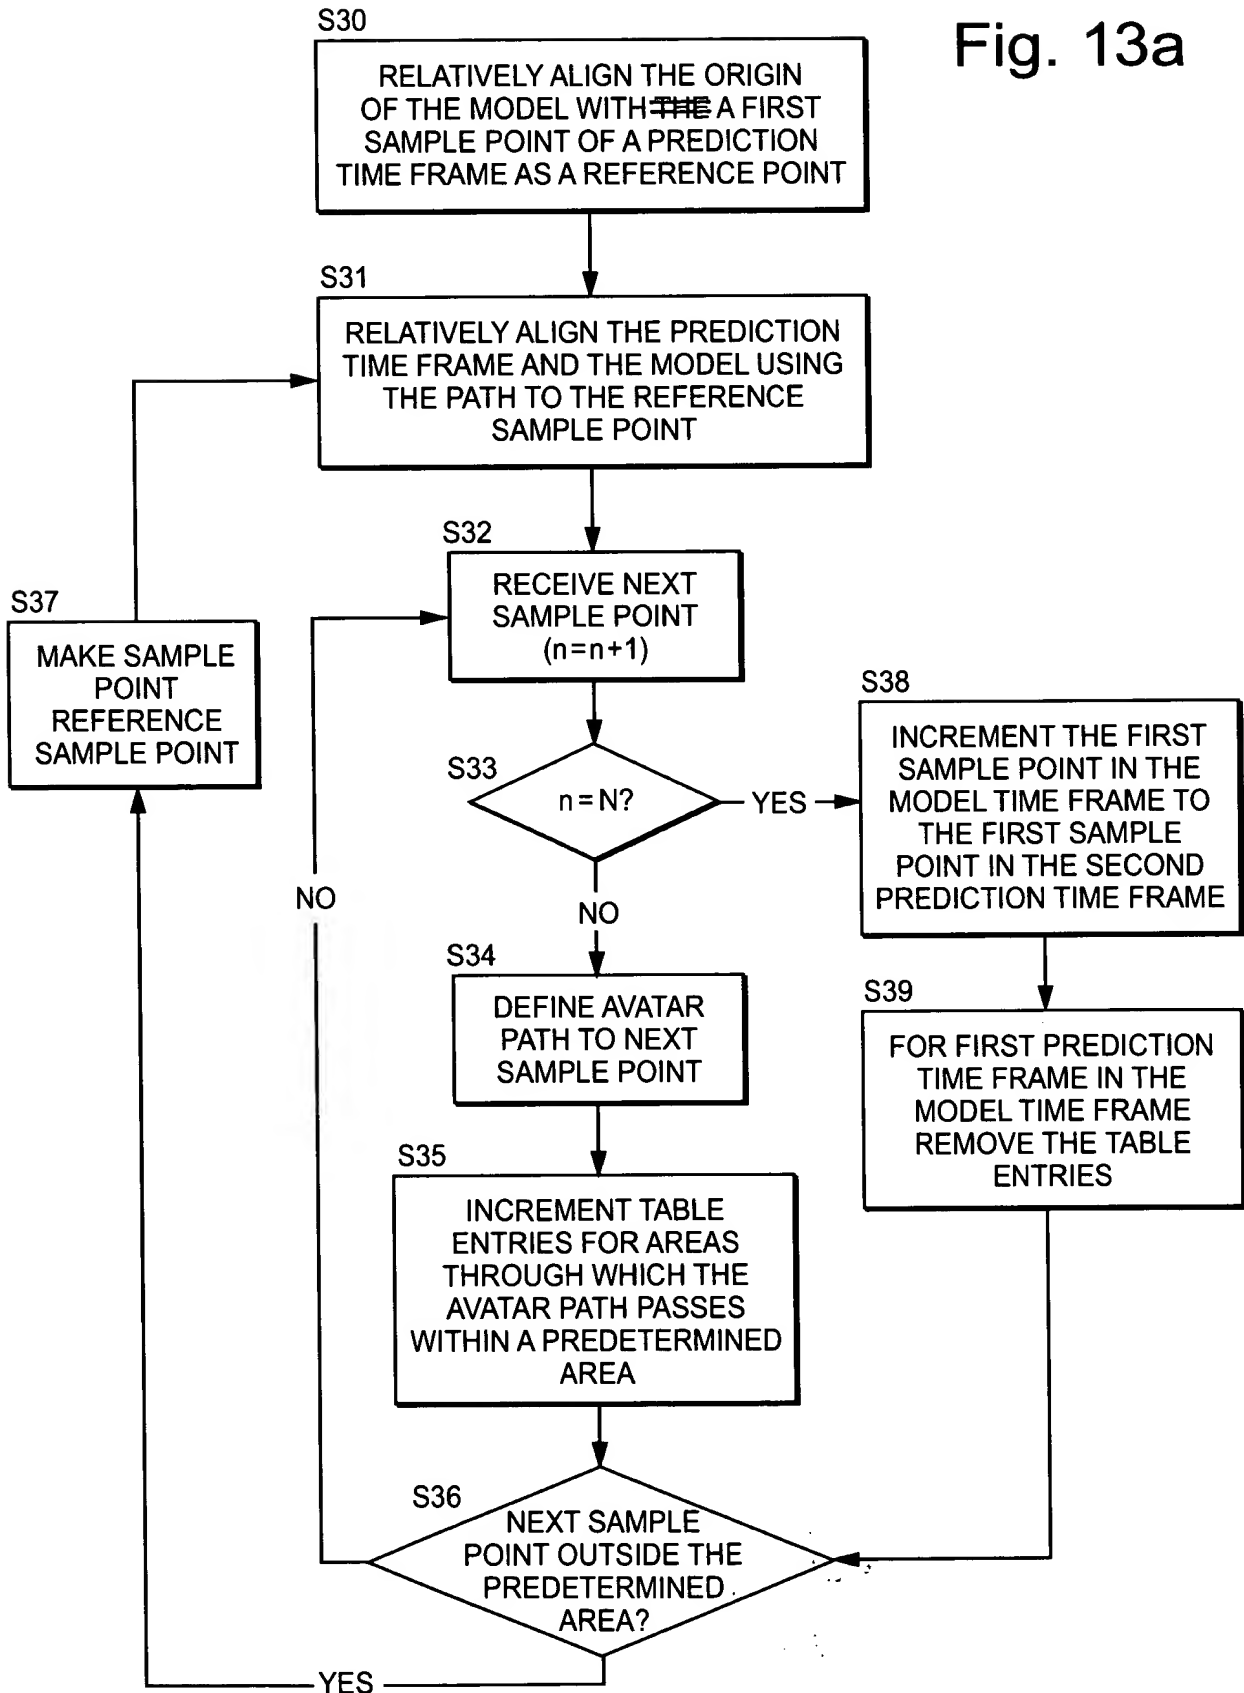 Fig. 13a
S30
RELATIVELY ALIGN THE ORIGIN
OF THE MODEL WITH THE A FIRST
SAMPLE POINT OF A PREDICTION
TIME FRAME AS A REFERENCE POINT
S31
RELATIVELY ALIGN THE PREDICTION
TIME FRAME AND THE MODEL USING
THE PATH TO THE REFERENCE
SAMPLE POINT
S32
RECEIVE NEXT
SAMPLE POINT
(n=n+1)
S37
MAKE SAMPLE
POINT
REFERENCE
SAMPLE POINT
S33
n=N?
YES
S38
INCREMENT THE FIRST
SAMPLE POINT IN THE
MODEL TIME FRAME TO
THE FIRST SAMPLE
POINT IN THE SECOND
PREDICTION TIME FRAME
NO
NO
S34
DEFINE AVATAR
PATH TO NEXT
SAMPLE POINT
S39
FOR FIRST PREDICTION
TIME FRAME IN THE
MODEL TIME FRAME
REMOVE THE TABLE
ENTRIES
S35
INCREMENT TABLE
ENTRIES FOR AREAS
THROUGH WHICH THE
AVATAR PATH PASSES
WITHIN A PREDETERMINED
AREA
S36
NEXT SAMPLE
POINT OUTSIDE THE
PREDETERMINED
AREA?
YES